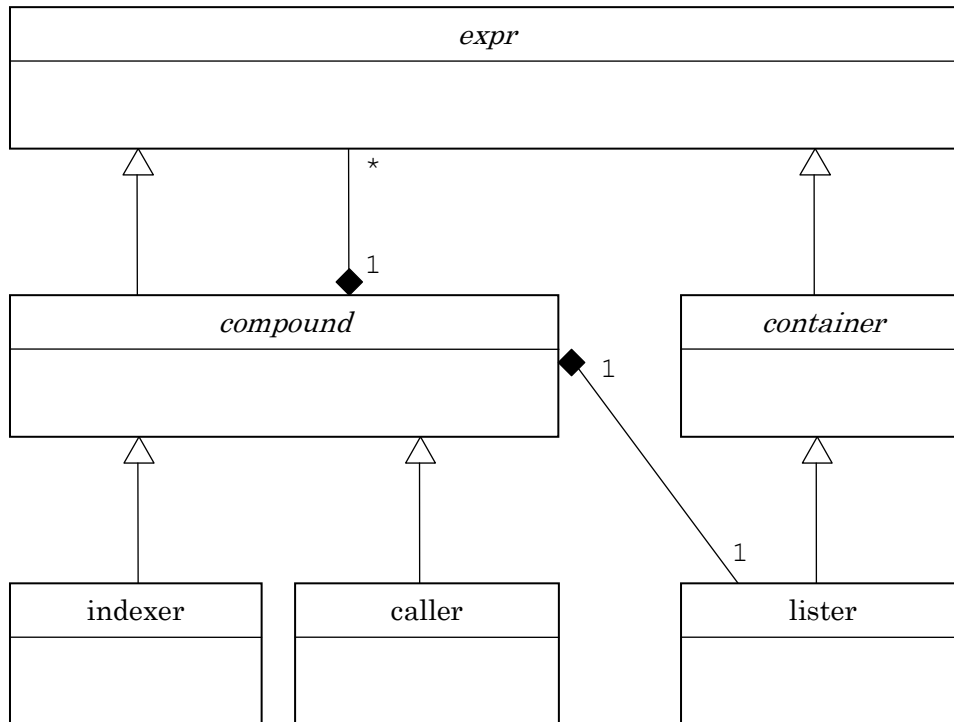 expr
*
1
compound
container
1
1
indexer
caller
lister